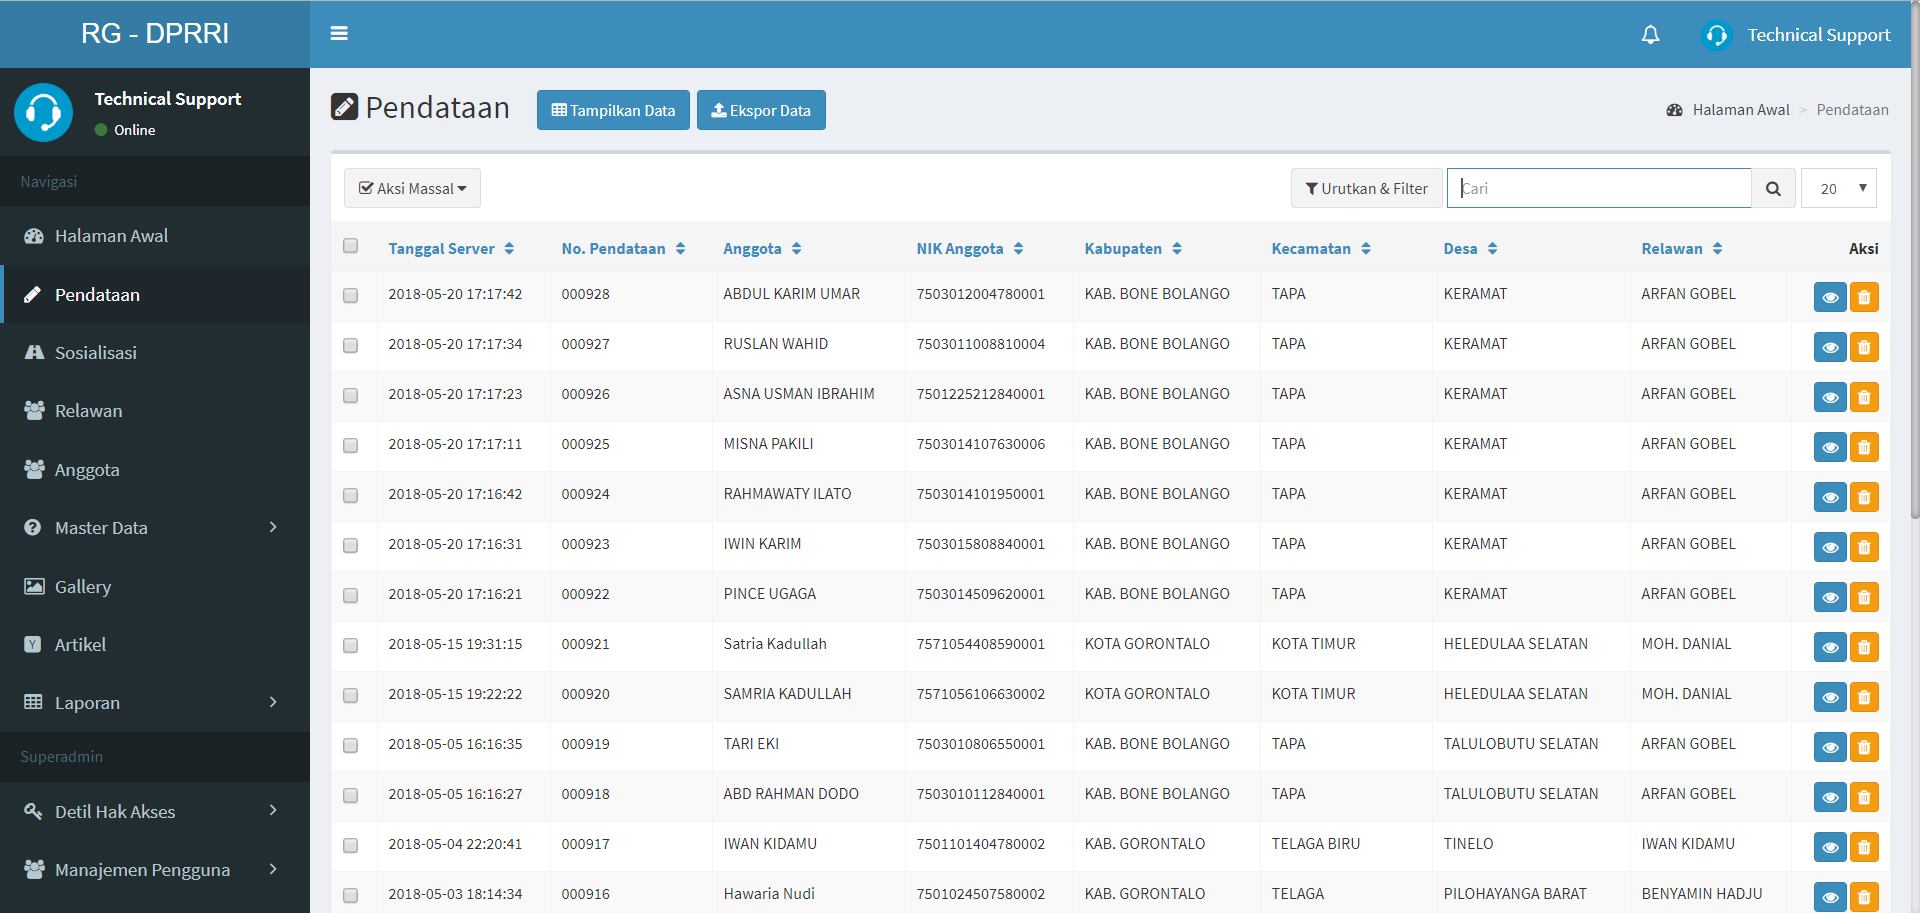 RG - DPRRI
Technical Support
Technical Support
Online
Navigasi
Halaman Awal
Pendataan
Sosialisasi
Relawan
Anggota
Master Data
Gallery
Artikel
Laporan
Superadmin
Detil Hak Akses
Manajemen Pengguna
Pendataan
Tampilkan Data
Ekspor Data
Halaman Awal > Pendataan
Aksi Massal
Urutkan & Filter
Cari
20
Tanggal Server No. Pendataan Anggota NIK Anggota Kabupaten Kecamatan Desa Relawan Aksi
2018-05-20 17:17:42 000928 ABDUL KARIM UMAR 7503012004780001 KAB. BONE BOLANGO TAPA KERAMAT ARFAN GOBEL
2018-05-20 17:17:34 000927 RUSLAN WAHID 7503011008810004 KAB. BONE BOLANGO TAPA KERAMAT ARFAN GOBEL
2018-05-20 17:17:23 000926 ASNA USMAN IBRAHIM 7501225212840001 KAB. BONE BOLANGO TAPA KERAMAT ARFAN GOBEL
2018-05-20 17:17:11 000925 MISNA PAKILI 7503014107630006 KAB. BONE BOLANGO TAPA KERAMAT ARFAN GOBEL
2018-05-20 17:16:42 000924 RAHMAWATY ILATO 7503014101950001 KAB. BONE BOLANGO TAPA KERAMAT ARFAN GOBEL
2018-05-20 17:16:31 000923 IWIN KARIM 7503015808840001 KAB. BONE BOLANGO TAPA KERAMAT ARFAN GOBEL
2018-05-20 17:16:21 000922 PINCE UGAGA 7503014509620001 KAB. BONE BOLANGO TAPA KERAMAT ARFAN GOBEL
2018-05-15 19:31:15 000921 Satria Kadullah 7571054408590001 KOTA GORONTALO KOTA TIMUR HELEDULAA SELATAN MOH. DANIAL
2018-05-15 19:22:22 000920 SAMRIA KADULLAH 7571056106630002 KOTA GORONTALO KOTA TIMUR HELEDULAA SELATAN MOH. DANIAL
2018-05-05 16:16:35 000919 TARI EKI 7503010806550001 KAB. BONE BOLANGO TAPA TALULOBUTU SELATAN ARFAN GOBEL
2018-05-05 16:16:27 000918 ABD RAHMAN DODO 7503010112840001 KAB. BONE BOLANGO TAPA TALULOBUTU SELATAN ARFAN GOBEL
2018-05-04 22:20:41 000917 IWAN KIDAMU 7501101404780002 KAB. GORONTALO TELAGA BIRU TINELO IWAN KIDAMU
2018-05-03 18:14:34 000916 Hawaria Nudi 7501024507580002 KAB. GORONTALO TELAGA PILOHAYANGA BARAT BENYAMIN HADJU